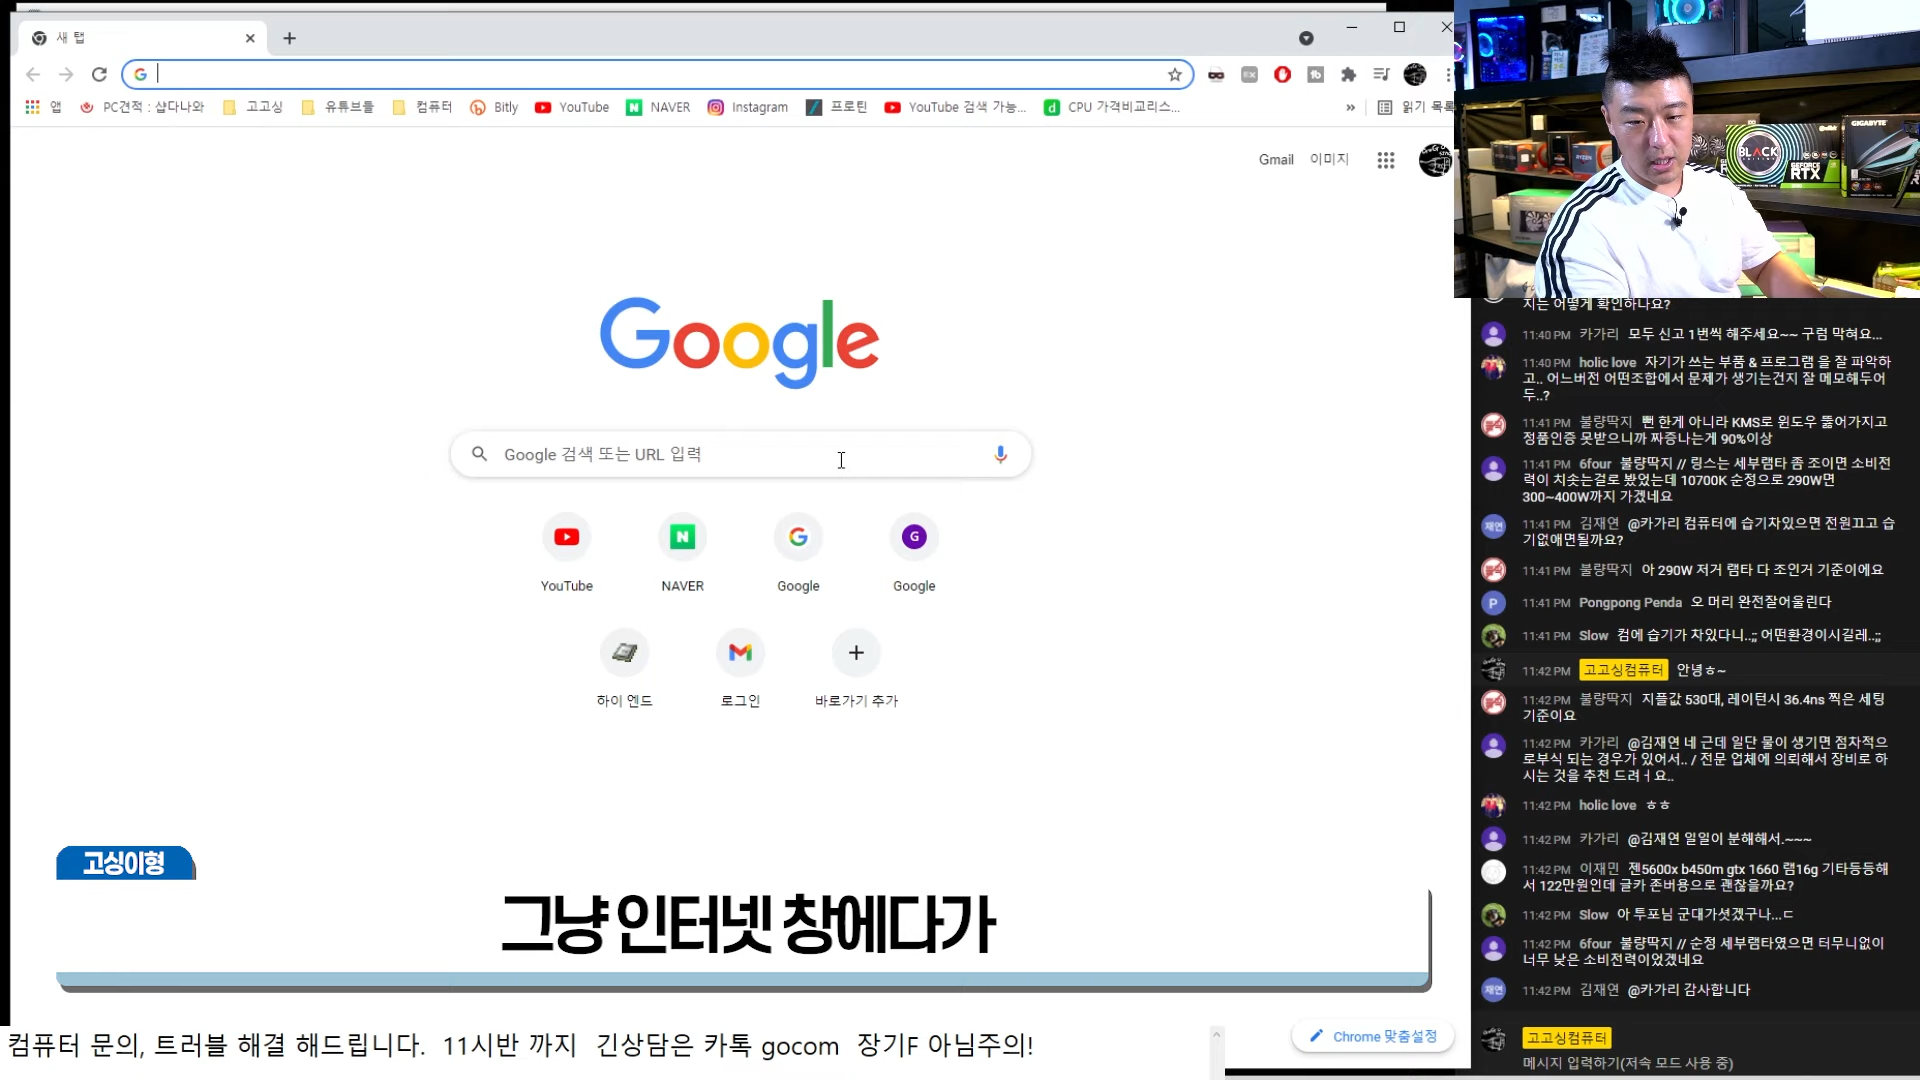 새 탭
앱
PC견적 : 샵다나와
고고싱
유튜브들
컴퓨터
Bitly
YouTube
NAVER
Instagram
프로틴
YouTube 검색 가능...
CPU 가격비교리스...
»
읽기 목록
Gmail 이미지
Google
Google 검색 또는 URL 입력
YouTube
NAVER
Google
Google
하이 엔드
로그인
바로가기 추가
고싱이형
그냥 인터넷 창에다가
컴퓨터 문의, 트러블 해결 해드립니다. 11시반 까지 긴상담은 카톡 gocom 장기F 아님주의!
Chrome 맞춤설정
BLACK
EDITION
GEFORCE
RTX
GIGABYTE
지는 어떻게 확인하나요?
11:40 PM 카가리 모두 신고 1번씩 해주세요~~ 구럼 막혀요...
11:40 PM holic love 자기가 쓰는 부품 & 프로그램 을 잘 파악하
고.. 어느버전 어떤조합에서 문제가 생기는건지 잘 메모해두어
두..?
11:41 PM 불량딱지 뻔 한게 아니라 KMS로 윈도우 뚫어가지고
정품인증 못받으니까 짜증나는게 90%이상
11:41 PM 6four 불량딱지 // 링스는 세부램타 좀 조이면 소비전
력이 치솟는걸로 봤었는데 10700K 순정으로 290W면
300~400W까지 가겠네요
재연
11:41 PM 김재연 @카가리 컴퓨터에 습기차있으면 전원끄고 습
기없애면될까요?
11:41 PM 불량딱지 아 290W 저거 램타 다 조인거 기준이에요
P
11:41 PM Pongpong Penda 오 머리 완전잘어울린다
11:41 PM Slow 컴에 습기가 차있다니..;; 어떤환경이시길레..;;
11:42 PM 고고싱컴퓨터 안녕ㅎ~
11:42 PM 불량딱지 지플값 530대, 레이턴시 36.4ns 찍은 세팅
기준이요
11:42 PM 카가리 @김재연 네 근데 일단 물이 생기면 점차적으
로부식 되는 경우가 있어서.. / 전문 업체에 의뢰해서 장비로 하
시는 것을 추천 드려ㅓ요..
11:42 PM holic love ㅎㅎ
11:42 PM 카가리 @김재연 일일이 분해해서.~~~
11:42 PM 이재민 젠5600x b450m gtx 1660 램16g 기타등등해
서 122만원인데 글카 존버용으로 괜찮을까요?
11:42 PM Slow 아 투포님 군대가셧겠구나...ㄷ
11:42 PM 6four 불량딱지 // 순정 세부램타였으면 터무니없이
너무 낮은 소비전력이었겠네요
재연
11:42 PM 김재연 @카가리 감사합니다
고고싱컴퓨터
메시지 입력하기(저속 모드 사용 중)